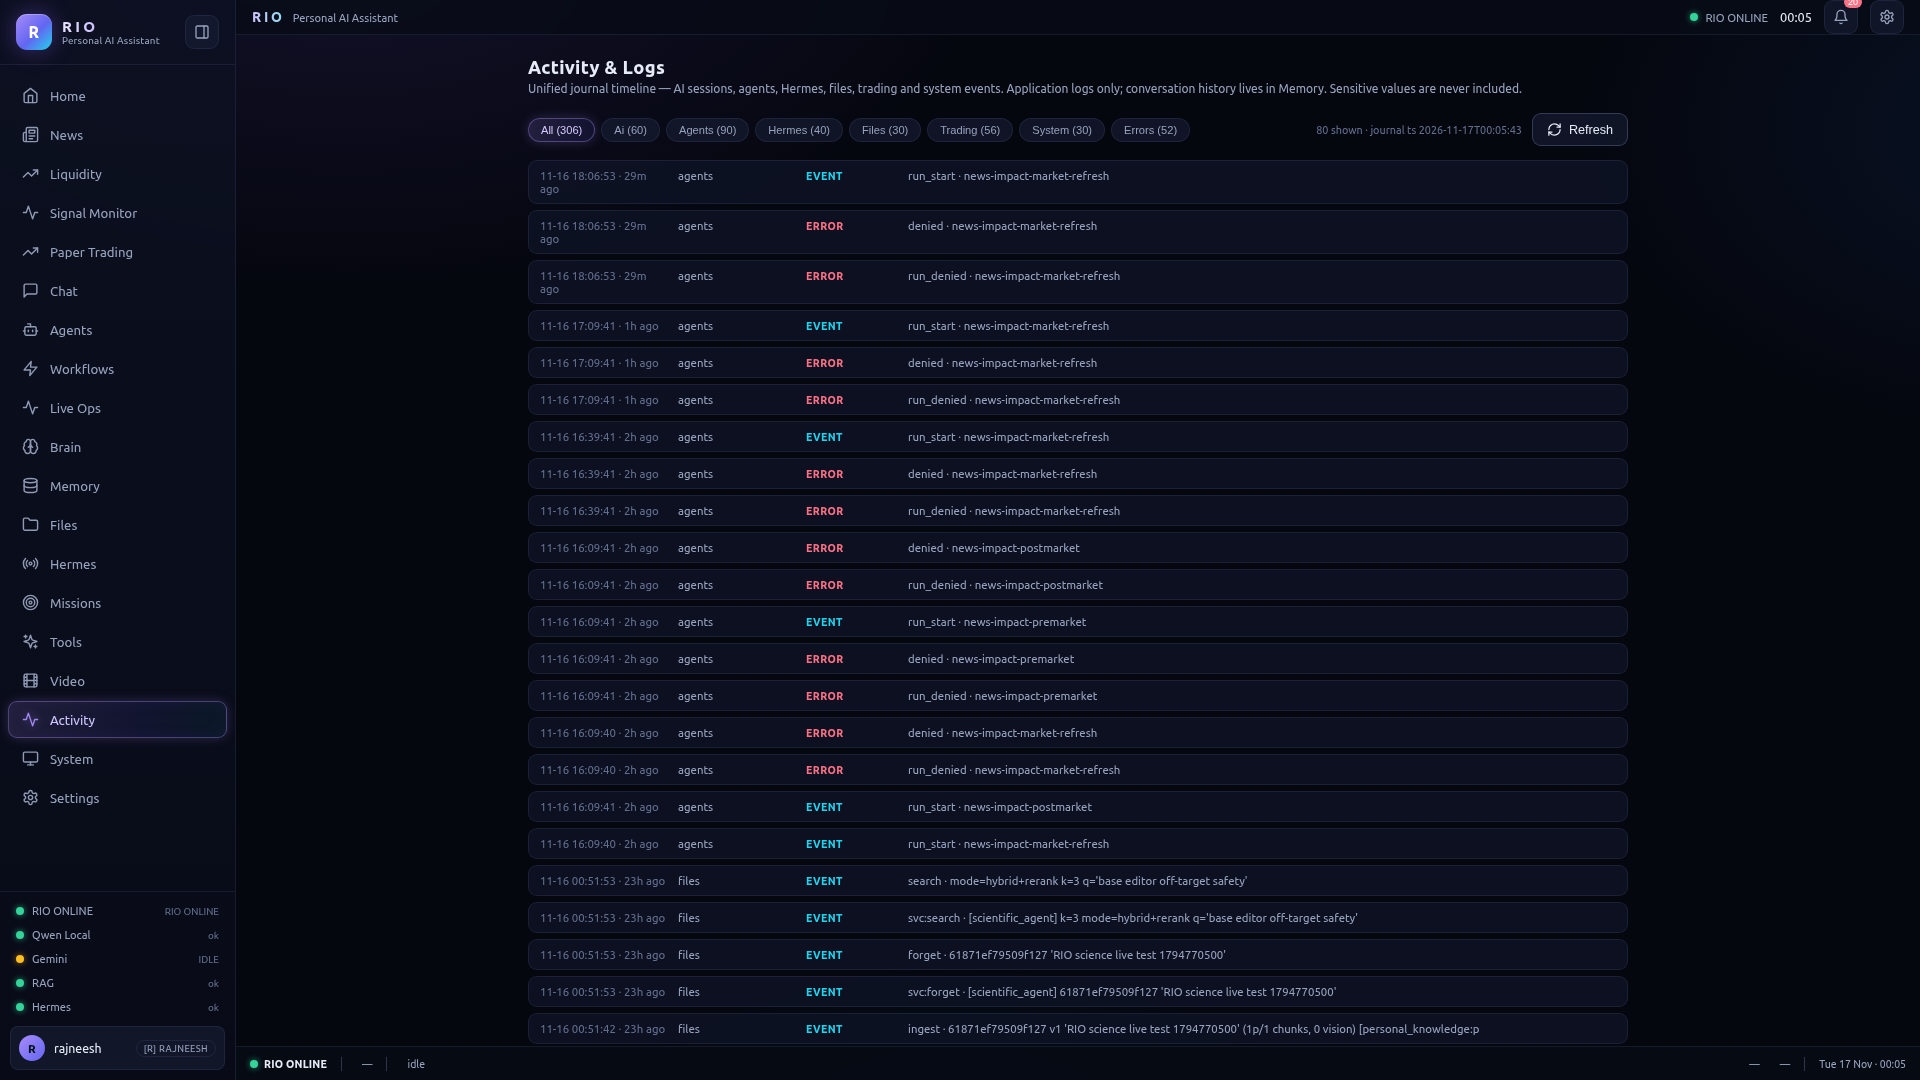 R
RIO
Personal AI Assistant
Home
News
Liquidity
Signal Monitor
Paper Trading
Chat
Agents
Workflows
Live Ops
Brain
Memory
Files
Hermes
Missions
Tools
Video
Activity
System
Settings
RIO ONLINE RIO ONLINE
Qwen Local ok
Gemini IDLE
RAG ok
Hermes ok
R rajneesh [R] RAJNEESH
RIO Personal AI Assistant
RIO ONLINE 00:05 20
Activity & Logs
Unified journal timeline — AI sessions, agents, Hermes, files, trading and system events. Application logs only; conversation history lives in Memory. Sensitive values are never included.
All (306) Ai (60) Agents (90) Hermes (40) Files (30) Trading (56) System (30) Errors (52)
80 shown · journal ts 2026-11-17T00:05:43 Refresh
11-16 18:06:53 · 29m ago agents EVENT run_start · news-impact-market-refresh
11-16 18:06:53 · 29m ago agents ERROR denied · news-impact-market-refresh
11-16 18:06:53 · 29m ago agents ERROR run_denied · news-impact-market-refresh
11-16 17:09:41 · 1h ago agents EVENT run_start · news-impact-market-refresh
11-16 17:09:41 · 1h ago agents ERROR denied · news-impact-market-refresh
11-16 17:09:41 · 1h ago agents ERROR run_denied · news-impact-market-refresh
11-16 16:39:41 · 2h ago agents EVENT run_start · news-impact-market-refresh
11-16 16:39:41 · 2h ago agents ERROR denied · news-impact-market-refresh
11-16 16:39:41 · 2h ago agents ERROR run_denied · news-impact-market-refresh
11-16 16:09:41 · 2h ago agents ERROR denied · news-impact-postmarket
11-16 16:09:41 · 2h ago agents ERROR run_denied · news-impact-postmarket
11-16 16:09:41 · 2h ago agents EVENT run_start · news-impact-premarket
11-16 16:09:41 · 2h ago agents ERROR denied · news-impact-premarket
11-16 16:09:41 · 2h ago agents ERROR run_denied · news-impact-premarket
11-16 16:09:40 · 2h ago agents ERROR denied · news-impact-market-refresh
11-16 16:09:40 · 2h ago agents ERROR run_denied · news-impact-market-refresh
11-16 16:09:41 · 2h ago agents EVENT run_start · news-impact-postmarket
11-16 16:09:40 · 2h ago agents EVENT run_start · news-impact-market-refresh
11-16 00:51:53 · 23h ago files EVENT search · mode=hybrid+rerank k=3 q='base editor off-target safety'
11-16 00:51:53 · 23h ago files EVENT svc:search · [scientific_agent] k=3 mode=hybrid+rerank q='base editor off-target safety'
11-16 00:51:53 · 23h ago files EVENT forget · 61871ef79509f127 'RIO science live test 1794770500'
11-16 00:51:53 · 23h ago files EVENT svc:forget · [scientific_agent] 61871ef79509f127 'RIO science live test 1794770500'
11-16 00:51:42 · 23h ago files EVENT ingest · 61871ef79509f127 v1 'RIO science live test 1794770500' (1p/1 chunks, 0 vision) [personal_knowledge:p
RIO ONLINE — idle
— — Tue 17 Nov · 00:05